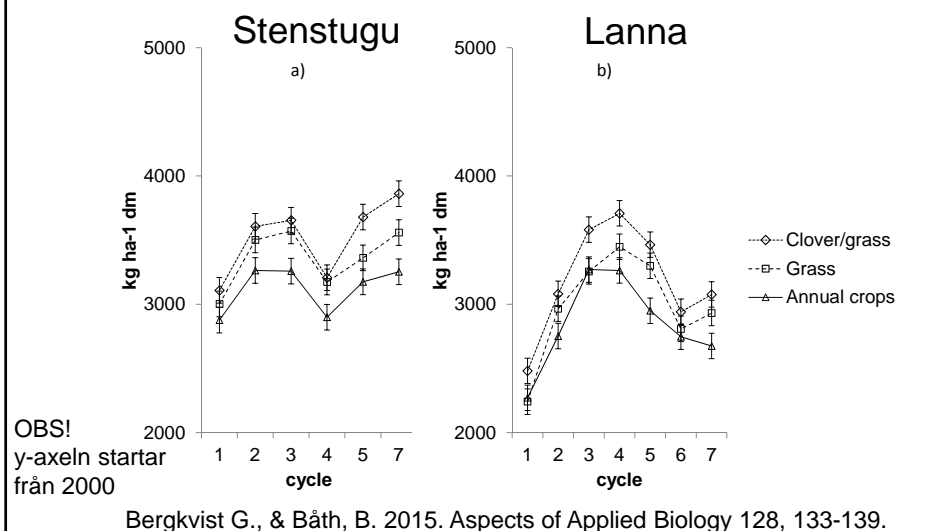 Stenstugu
Lanna
a)
b)
5000
4000
3000
2000
kg ha-1 dm
1 2 3 4 5 7
cycle
5000
4000
3000
2000
kg ha-1 dm
1 2 3 4 5 6 7
cycle
Clover/grass
Grass
Annual crops
OBS!
y-axeln startar
från 2000
Bergkvist G., & Båth, B. 2015. Aspects of Applied Biology 128, 133-139.